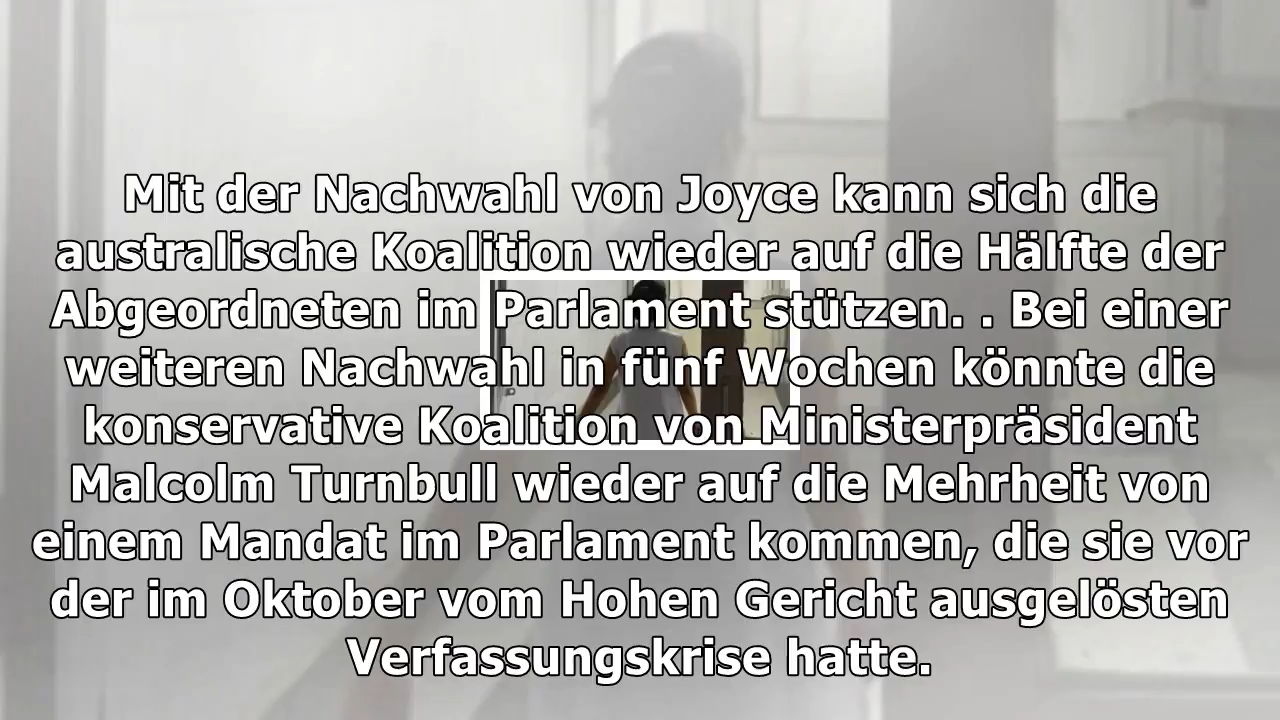 Mit der Nachwahl von Joyce kann sich die
australische Koalition wieder auf die Hälfte der
Abgeordneten im Parlament stützen. . Bei einer
weiteren Nachwahl in fünf Wochen könnte die
konservative Koalition von Ministerpräsident
Malcolm Turnbull wieder auf die Mehrheit von
einem Mandat im Parlament kommen, die sie vor
der im Oktober vom Hohen Gericht ausgelösten
Verfassungskrise hatte.